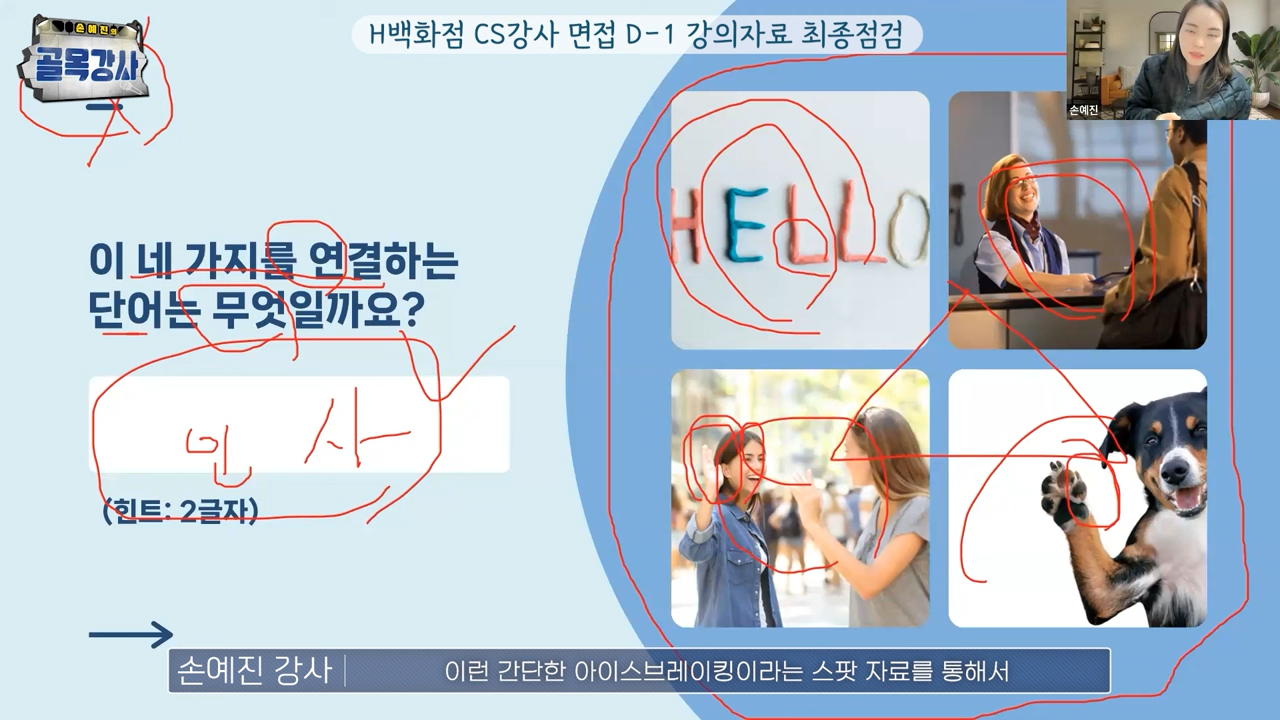 손예진의
골목강사
H백화점 CS강사 면접 D-1 강의자료 최종점검
손예진
HELLO
이 네 가지를 연결하는
단어는 무엇일까요?
인 사
(힌트: 2글자)
손예진 강사
이런 간단한 아이스브레이킹이라는 스팟 자료를 통해서